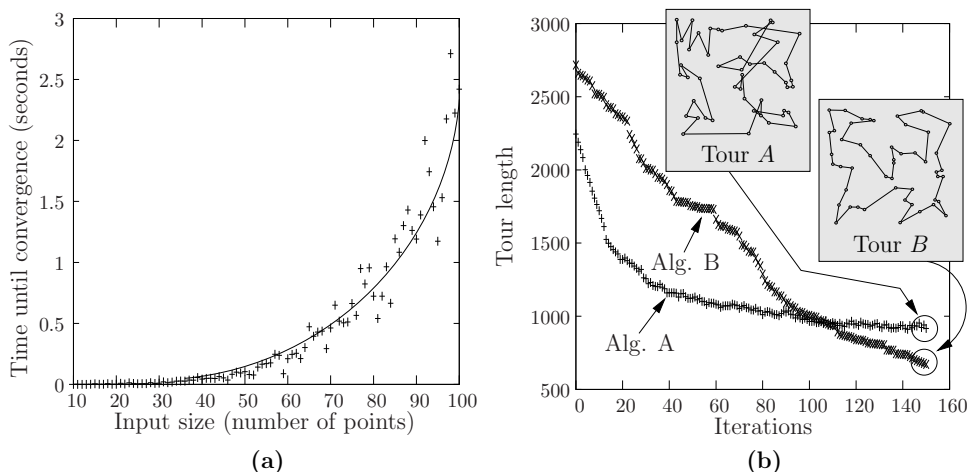 Time until convergence (seconds)
3
2.5
2
1.5
1
0.5
0
10 20 30 40 50 60 70 80 90 100
Input size (number of points)
(a)
Tour length
3000
2500
2000
1500
1000
500
Tour A
Tour B
Alg. B
Alg. A
0 20 40 60 80 100 120 140 160
Iterations
(b)